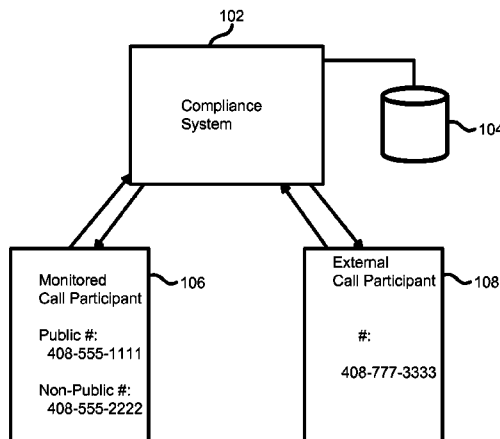 102
Compliance
System
104
Monitored
Call Participant
106
Public #:
408-555-1111
Non-Public #:
408-555-2222
External
Call Participant
108
#:
408-777-3333